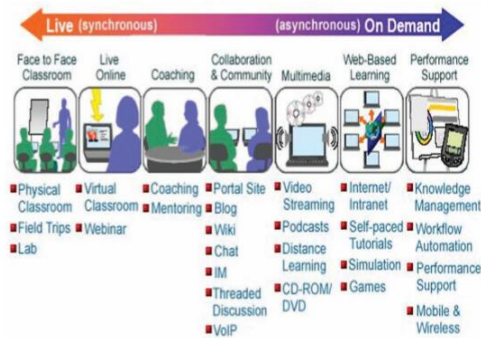 Live (synchronous) (asynchronous) On Demand
Face to Face
Classroom
Physical
Classroom
Field Trips
Lab
Live
Online
Virtual
Classroom
Webinar
Coaching
Coaching
Mentoring
Collaboration
& Community
Portal Site
Blog
Wiki
Chat
IM
Threaded
Discussion
VoIP
Multimedia
Video
Streaming
Podcasts
Distance
Learning
CD-ROM/
DVD
Web-Based
Learning
Internet/
Intranet
Self-paced
Tutorials
Simulation
Games
Performance
Support
Knowledge
Management
Workflow
Automation
Performance
Support
Mobile &
Wireless